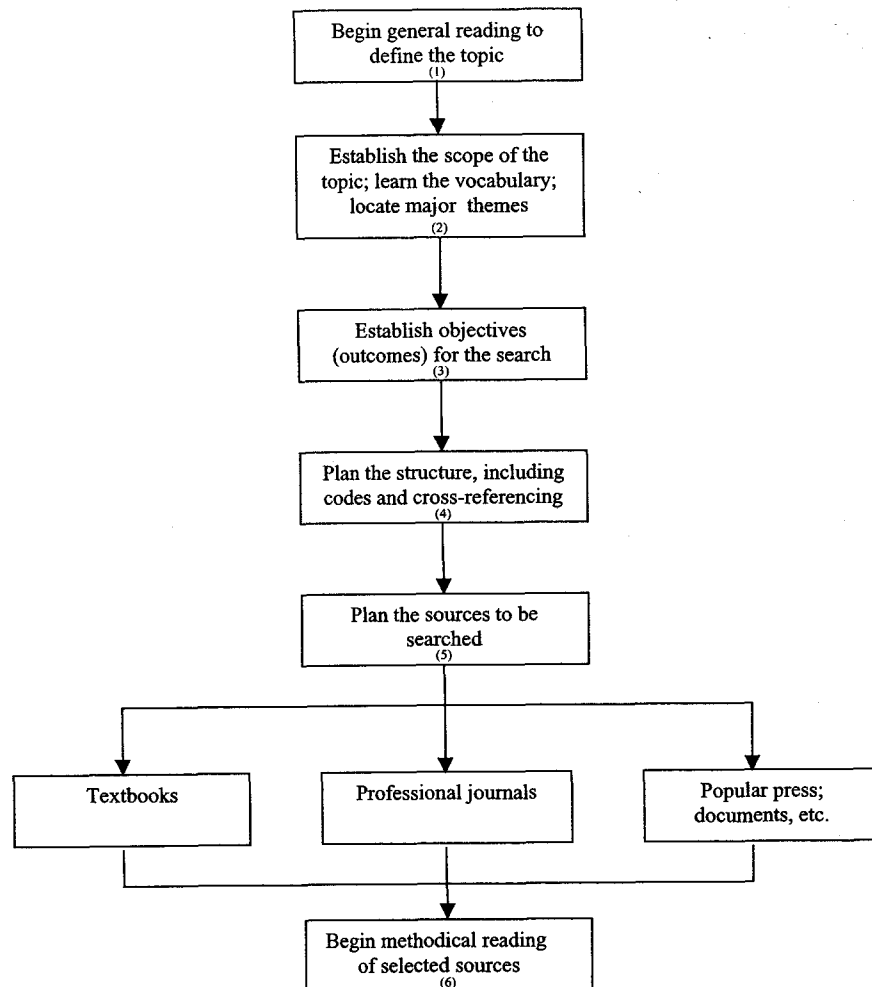 Begin general reading to
define the topic
(1)
Establish the scope of the
topic; learn the vocabulary;
locate major themes
(2)
Establish objectives
(outcomes) for the search
(3)
Plan the structure, including
codes and cross-referencing
(4)
Plan the sources to be
searched
(5)
Textbooks
Professional journals
Popular press;
documents, etc.
Begin methodical reading
of selected sources
(6)